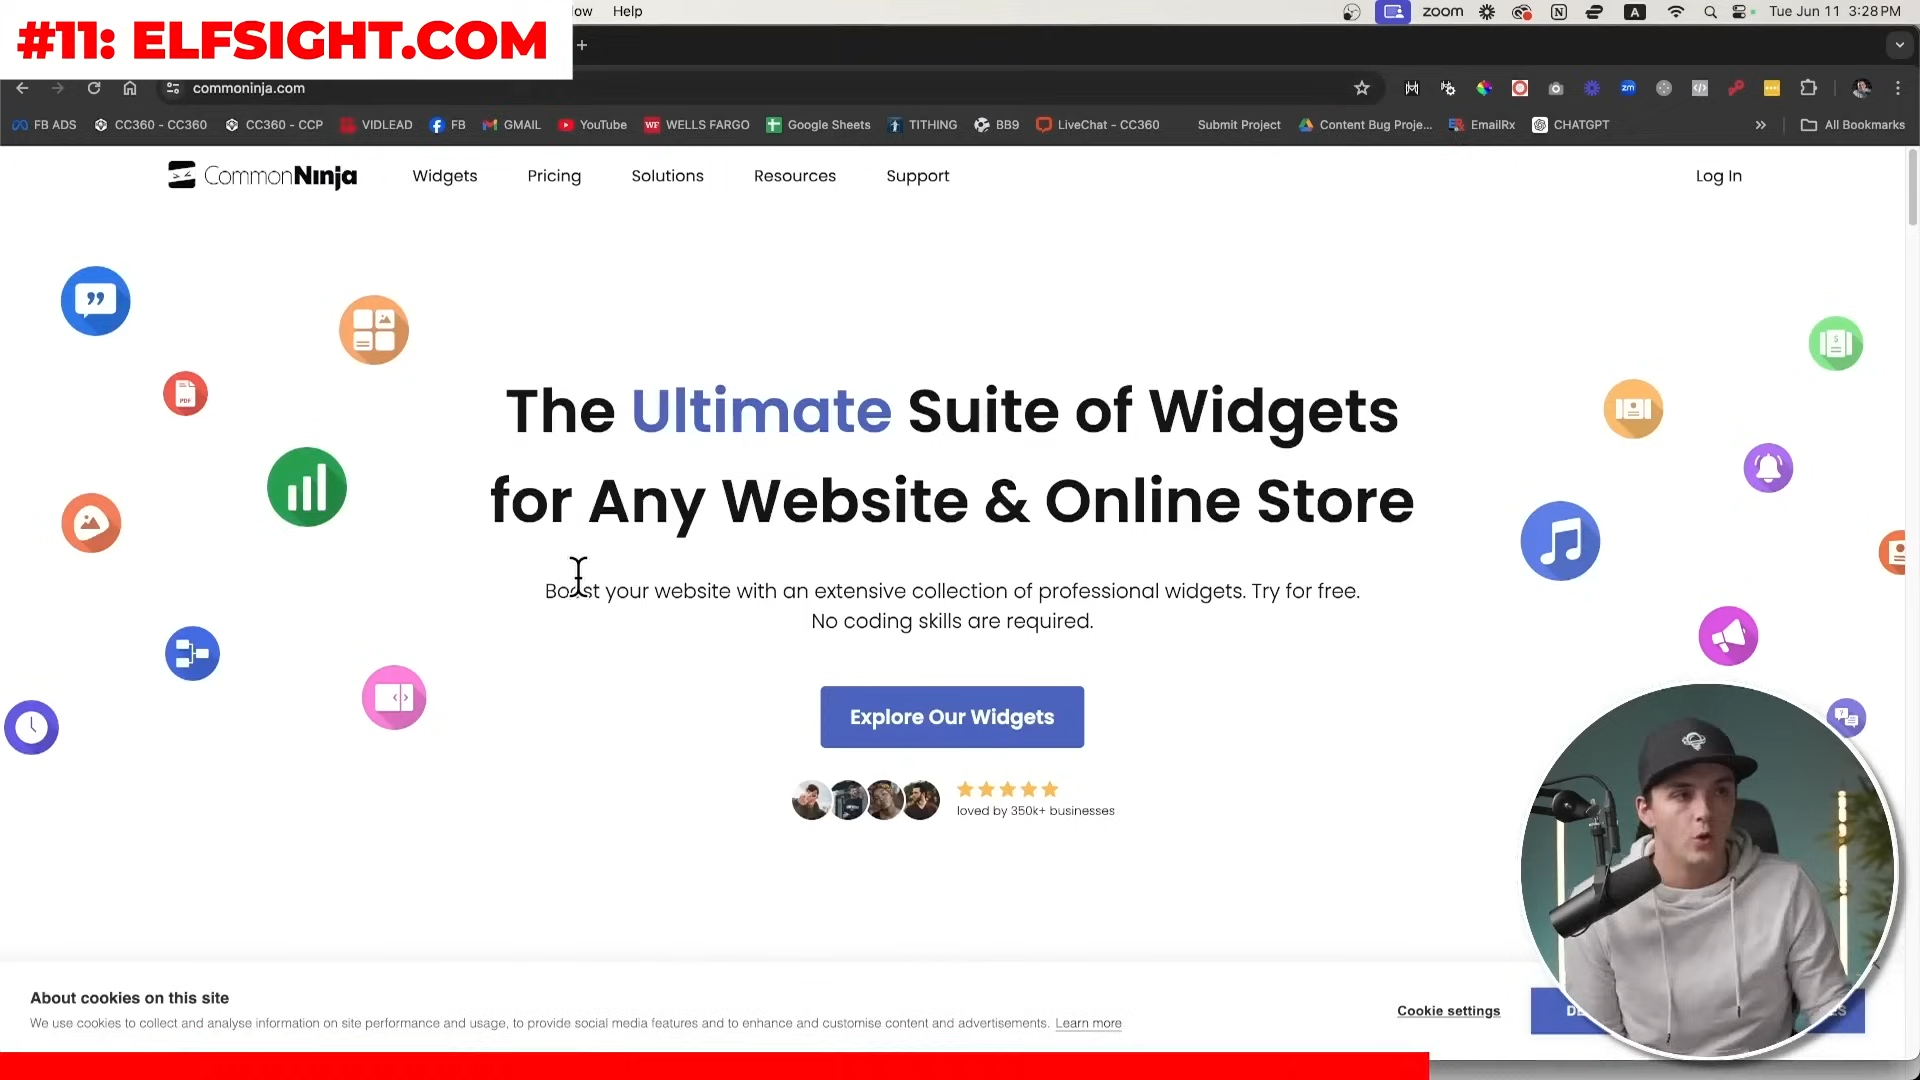 #11: ELFSIGHT.COM
Help
zoom
Tue Jun 11 3:28 PM
commoninja.com
FB ADS
CC360 - CC360
CC360 - CCP
VIDLEAD
FB
GMAIL
YouTube
WELLS FARGO
Google Sheets
TITHING
BB9
LiveChat - CC360
Submit Project
Content Bug Proje...
EmailRx
CHATGPT
All Bookmarks
CommonNinja
Widgets
Pricing
Solutions
Resources
Support
Log In
The Ultimate Suite of Widgets
for Any Website & Online Store
Boost your website with an extensive collection of professional widgets. Try for free.
No coding skills are required.
Explore Our Widgets
loved by 350k+ businesses
About cookies on this site
We use cookies to collect and analyse information on site performance and usage, to provide social media features and to enhance and customise content and advertisements. Learn more
Cookie settings